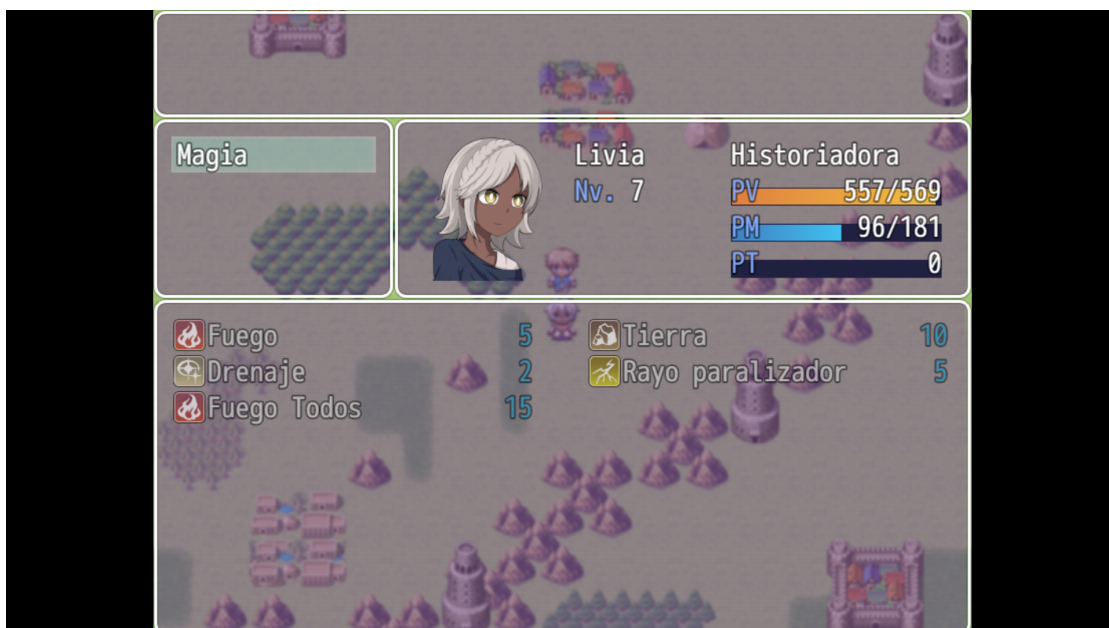 Magia
Livia
Historiadora
Nv. 7
PV 557/569
PM 96/181
PT 0
Fuego 5
Tierra 10
Drenaje 2
Rayo paralizador 5
Fuego Todos 15